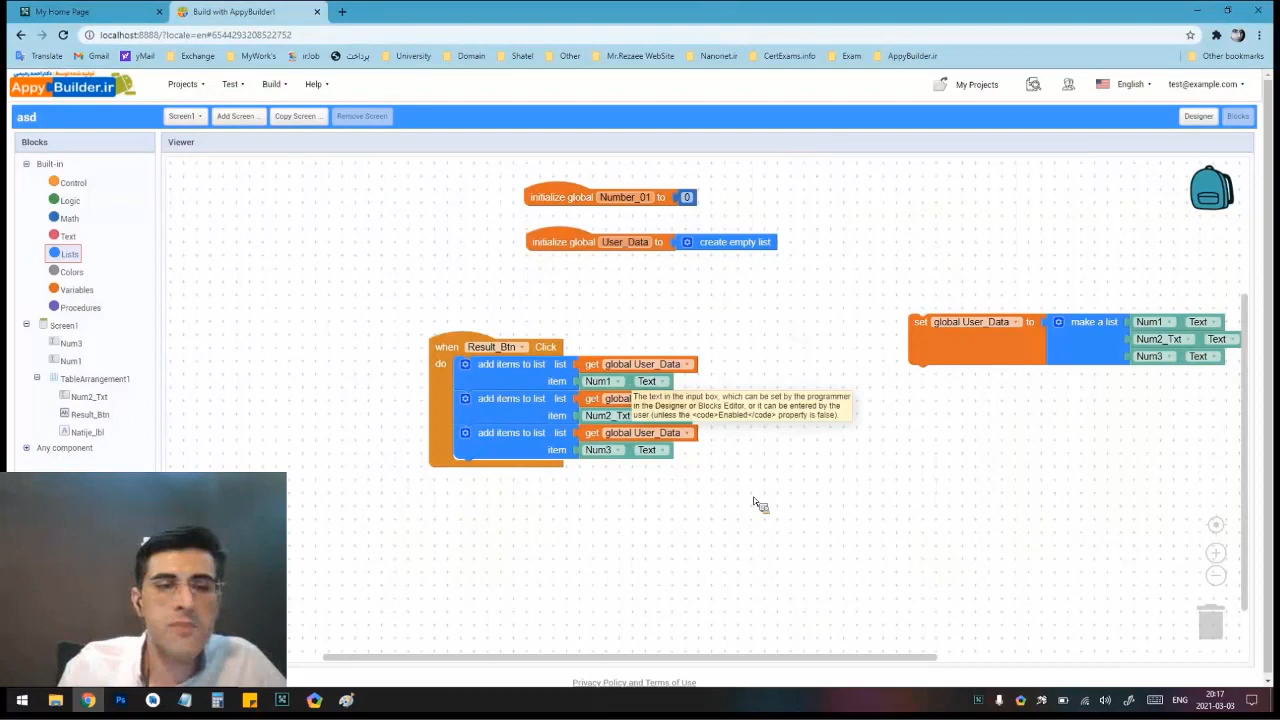 My Home Page
Build with AppyBuilder!
localhost:8888/?locale=en#6544293208522752
Translate Gmail yMail Exchange MyWork's irJob پرداخت University Domain Shatel Other Mr.Rezaee WebSite Nanonet.ir CertExams.info Exam AppyBuilder.ir Other bookmarks
AppyBuilder.ir
Projects Test Build Help My Projects English test@example.com
asd Screen1 Add Screen ... Copy Screen ... Remove Screen Designer Blocks
Blocks Viewer
Built-in
Control
Logic
Math
Text
Lists
Colors
Variables
Procedures
Screen1
Num3
Num1
TableArrangement1
Num2_Txt
Result_Btn
Natije_lbl
Any component
initialize global Number_01 to 0
initialize global User_Data to create empty list
when Result_Btn Click
do add items to list list get global User_Data
item Num1 Text
add items to list list get global
item Num2_Txt
add items to list list get global User_Data
item Num3 Text
The text in the input box, which can be set by the programmer
in the Designer or Blocks Editor, or it can be entered by the
user (unless the <code>Enabled</code> property is false).
set global User_Data to make a list Num1 Text
Num2_Txt Text
Num3 Text
Privacy Policy and Terms of Use
ENG 20:17
2021-03-03